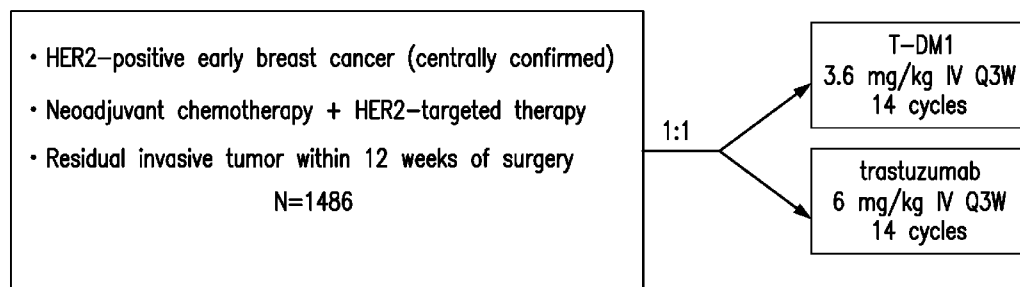 • HER2-positive early breast cancer (centrally confirmed)
• Neoadjuvant chemotherapy + HER2-targeted therapy
• Residual invasive tumor within 12 weeks of surgery
N=1486
1:1
T-DM1
3.6 mg/kg IV Q3W
14 cycles
trastuzumab
6 mg/kg IV Q3W
14 cycles